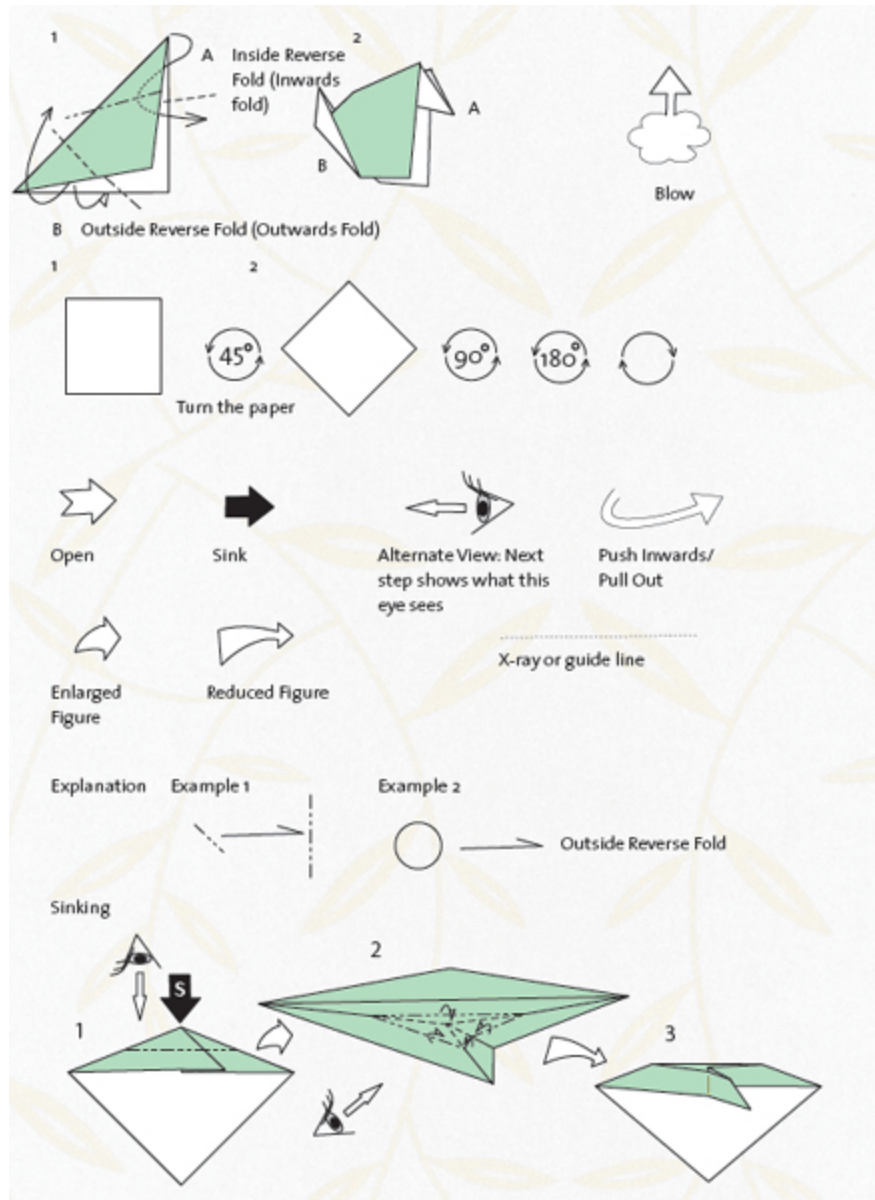 1
2
A Inside Reverse
Fold (Inwards
fold)
A
B
Blow
B Outside Reverse Fold (Outwards Fold)
1
2
45°
90°
180°
Turn the paper
Open
Sink
Alternate View: Next
step shows what this
eye sees
Push Inwards/
Pull Out
Enlarged
Figure
Reduced Figure
X-ray or guide line
Explanation
Example 1
Example 2
Outside Reverse Fold
Sinking
S
1
2
3